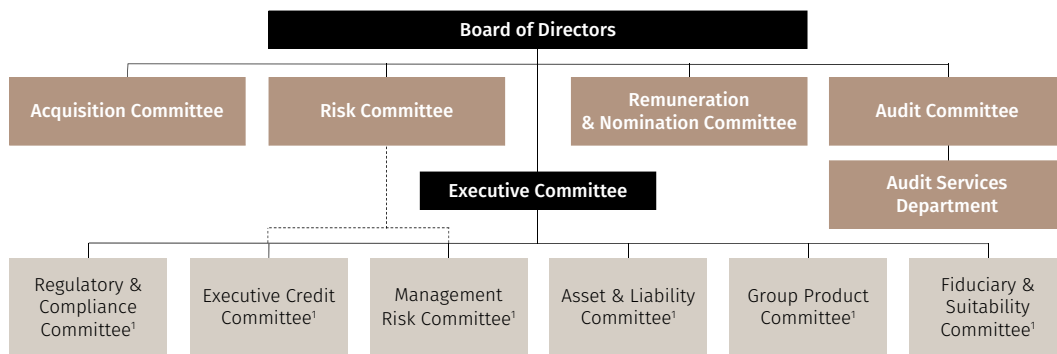 Board of Directors
Acquisition Committee
Risk Committee
Remuneration
& Nomination Committee
Audit Committee
Executive Committee
Audit Services
Department
Regulatory &
Compliance
Committee¹
Executive Credit
Committee¹
Management
Risk Committee¹
Asset & Liability
Committee¹
Group Product
Committee¹
Fiduciary &
Suitability
Committee¹